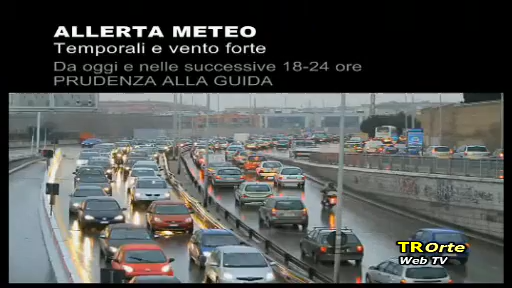 ALLERTA METEO
Temporali e vento forte
Da oggi e nelle successive 18-24 ore
PRUDENZA ALLA GUIDA
TROrte
Web TV